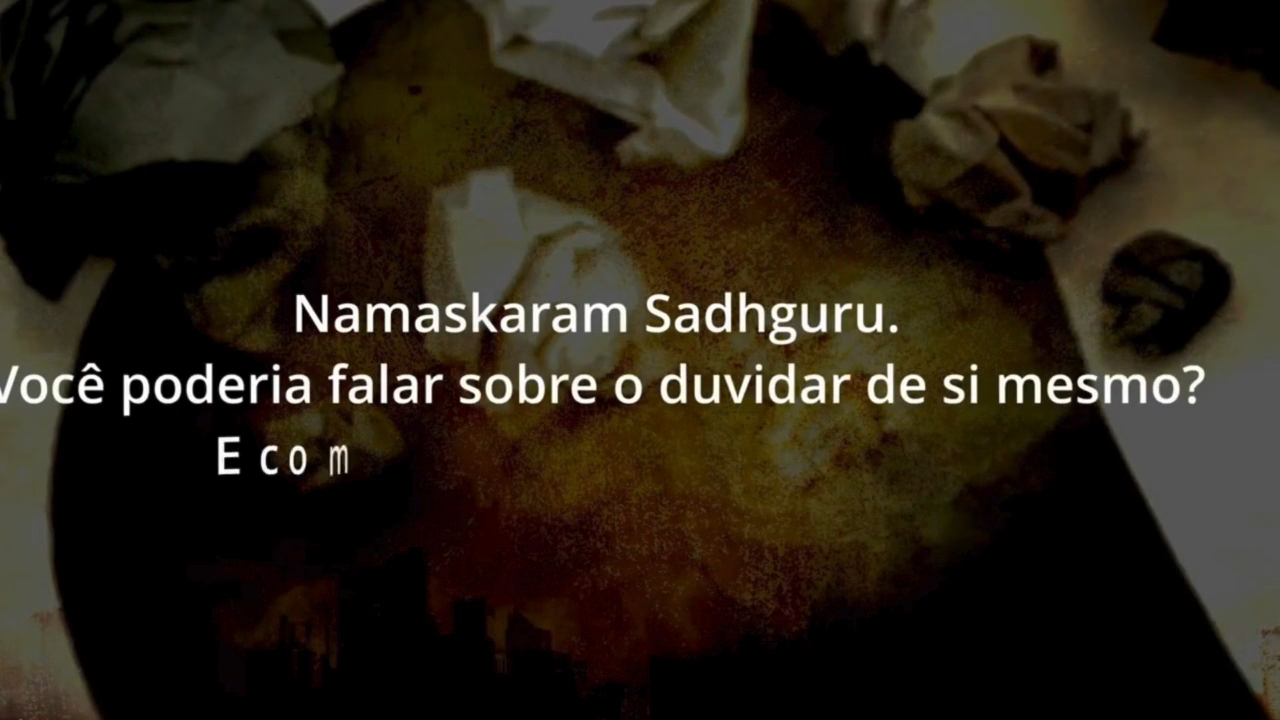 Namaskaram Sadhguru.
Você poderia falar sobre o duvidar de si mesmo?
E com